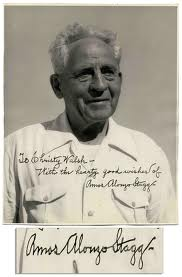 To Christy Walsh -
With the hearty good wishes of
Amos Alonzo Stagg.
Amos Alonzo Stagg.